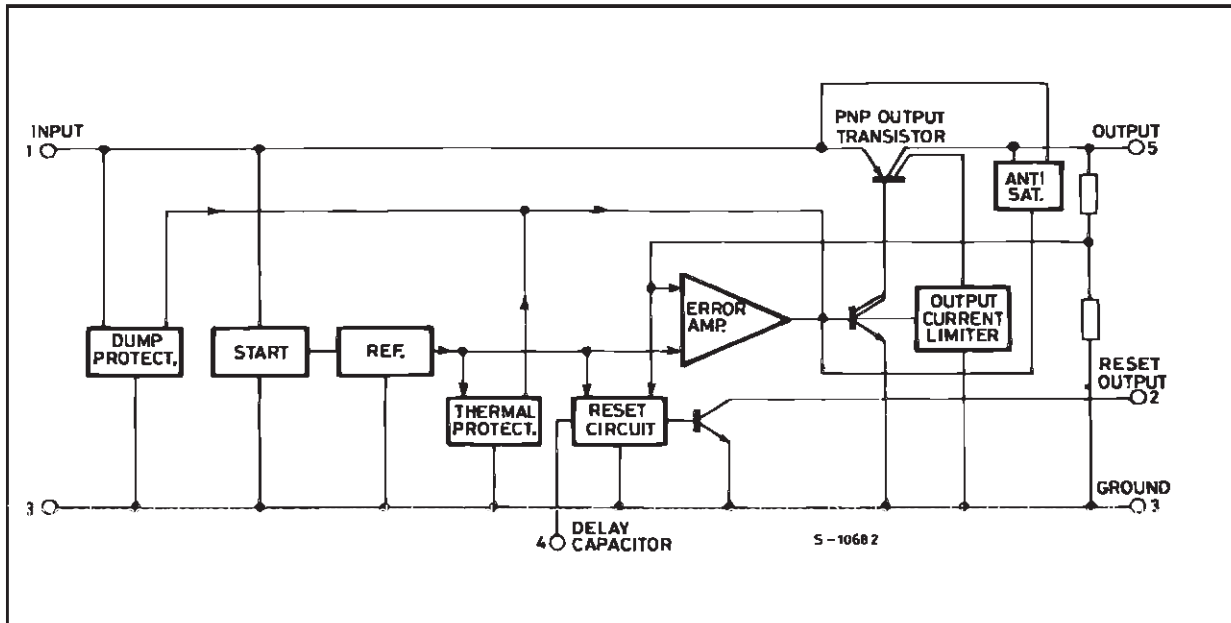 INPUT
1
PNP OUTPUT
TRANSISTOR
OUTPUT
5
ANTI
SAT.
DUMP
PROTECT.
START
REF.
ERROR
AMP.
OUTPUT
CURRENT
LIMITER
THERMAL
PROTECT.
RESET
CIRCUIT
RESET
OUTPUT
2
3
GROUND
3
4
DELAY
CAPACITOR
S-10682